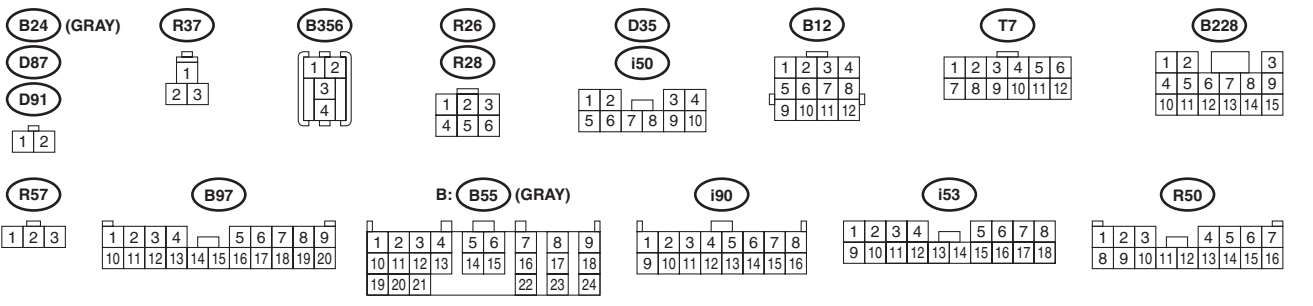 B24 (GRAY)
D87
D91
1 2
R37
1
2 3
B356
1 2
3
4
R26
R28
1 2 3
4 5 6
D35
i50
1 2 3 4
5 6 7 8 9 10
B12
1 2 3 4
5 6 7 8
9 10 11 12
T7
1 2 3 4 5 6
7 8 9 10 11 12
B228
1 2 3
4 5 6 7 8 9
10 11 12 13 14 15
R57
1 2 3
B97
1 2 3 4 5 6 7 8 9
10 11 12 13 14 15 16 17 18 19 20
B: B55 (GRAY)
1 2 3 4 5 6 7 8 9
10 11 12 13 14 15 16 17 18
19 20 21 22 23 24
i90
1 2 3 4 5 6 7 8
9 10 11 12 13 14 15 16
i53
1 2 3 4 5 6 7 8
9 10 11 12 13 14 15 16 17 18
R50
1 2 3 4 5 6 7
8 9 10 11 12 13 14 15 16